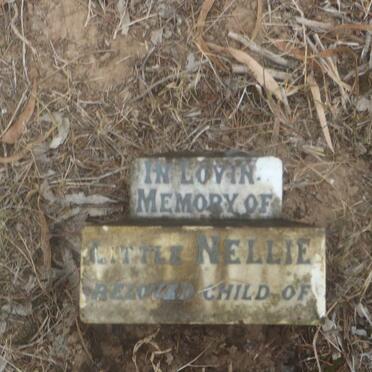 IN LOVIN
MEMORY OF
LITTLE NELLIE
BELOVED CHILD OF